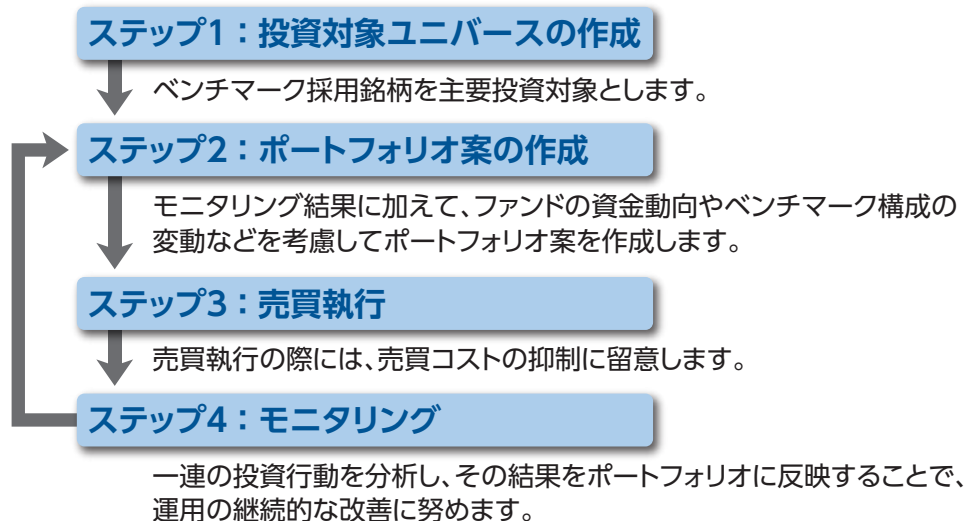 ステップ1：投資対象ユニバースの作成
ベンチマーク採用銘柄を主要投資対象とします。
ステップ2：ポートフォリオ案の作成
モニタリング結果に加えて、ファンドの資金動向やベンチマーク構成の
変動などを考慮してポートフォリオ案を作成します。
ステップ3：売買執行
売買執行の際には、売買コストの抑制に留意します。
ステップ4：モニタリング
一連の投資行動を分析し、その結果をポートフォリオに反映することで、
運用の継続的な改善に努めます。